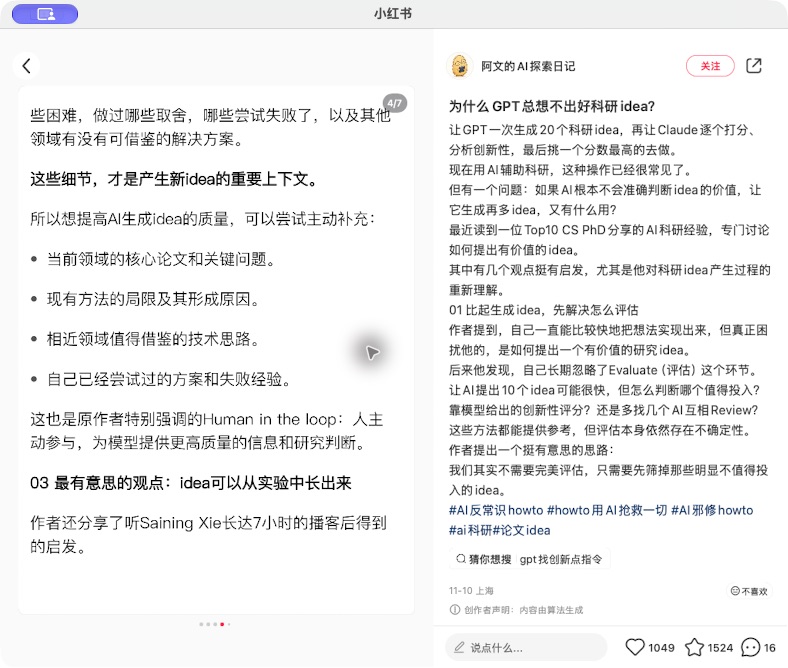 小红书
4/7
些困难，做过哪些取舍，哪些尝试失败了，以及其他
领域有没有可借鉴的解决方案。
这些细节，才是产生新idea的重要上下文。
所以想提高AI生成idea的质量，可以尝试主动补充：
• 当前领域的核心论文和关键问题。
• 现有方法的局限及其形成原因。
• 相近领域值得借鉴的技术思路。
• 自己已经尝试过的方案和失败经验。
这也是原作者特别强调的Human in the loop：人主
动参与，为模型提供更高质量的信息和研究判断。
03 最有意思的观点：idea可以从实验中长出来
作者还分享了听Saining Xie长达7小时的播客后得到
的启发。
阿文的AI探索日记
关注
为什么GPT总想不出好科研idea?
让GPT一次生成20个科研idea，再让Claude逐个打分、
分析创新性，最后挑一个分数最高的去做。
现在用AI辅助科研，这种操作已经很常见了。
但有一个问题：如果AI根本不会准确判断idea的价值，让
它生成再多idea，又有什么用？
最近读到一位Top10 CS PhD分享的AI科研经验，专门讨论
如何提出有价值的idea。
其中有几个观点挺有启发，尤其是他对科研idea产生过程的
重新理解。
01 比起生成idea，先解决怎么评估
作者提到，自己一直能比较快地把想法实现出来，但真正困
扰他的，是如何提出一个有价值的研究idea。
后来他发现，自己长期忽略了Evaluate（评估）这个环节。
让AI提出10个idea可能很快，但怎么判断哪个值得投入？
靠模型给出的创新性评分？还是多找几个AI互相Review？
这些方法都能提供参考，但评估本身依然存在不确定性。
作者提出一个挺有意思的思路：
我们其实不需要完美评估，只需要先筛掉那些明显不值得投
入的idea。
#AI反常识howto #howto用AI抢救一切 #AI邪修howto
#ai科研#论文idea
猜你想搜 gpt找创新点指令
11-10 上海
不喜欢
创作者声明：内容由算法生成
说点什么...
1049
1524
16